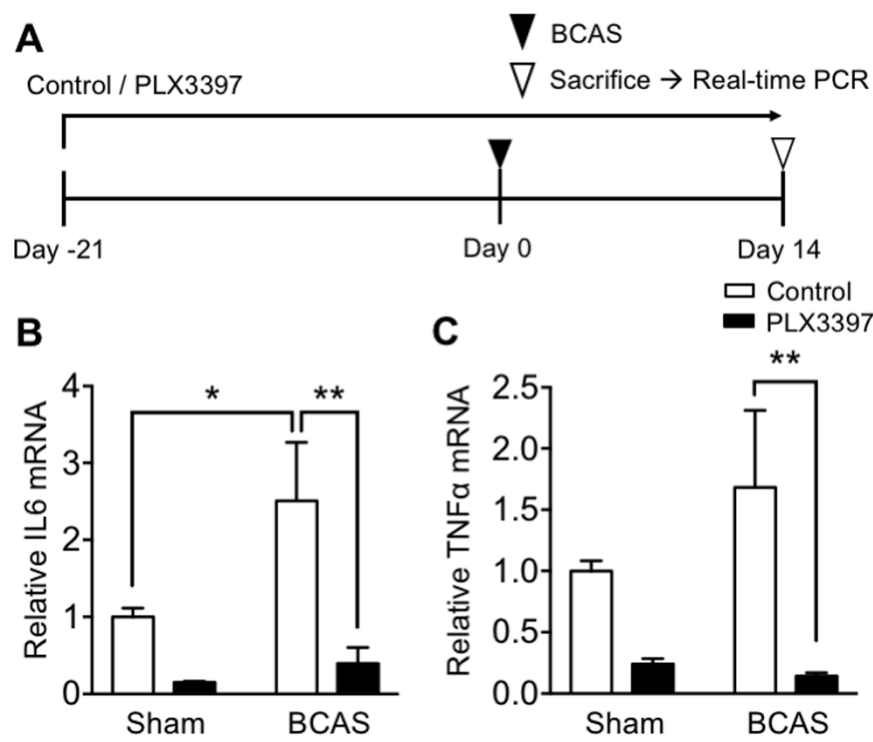 A
BCAS
Sacrifice → Real-time PCR
Control / PLX3397
Day -21
Day 0
Day 14
Control
PLX3397
B
Relative IL6 mRNA
4
3
2
1
0
*
**
Sham
BCAS
C
Relative TNFα mRNA
2.5
2.0
1.5
1.0
0.5
0.0
**
Sham
BCAS